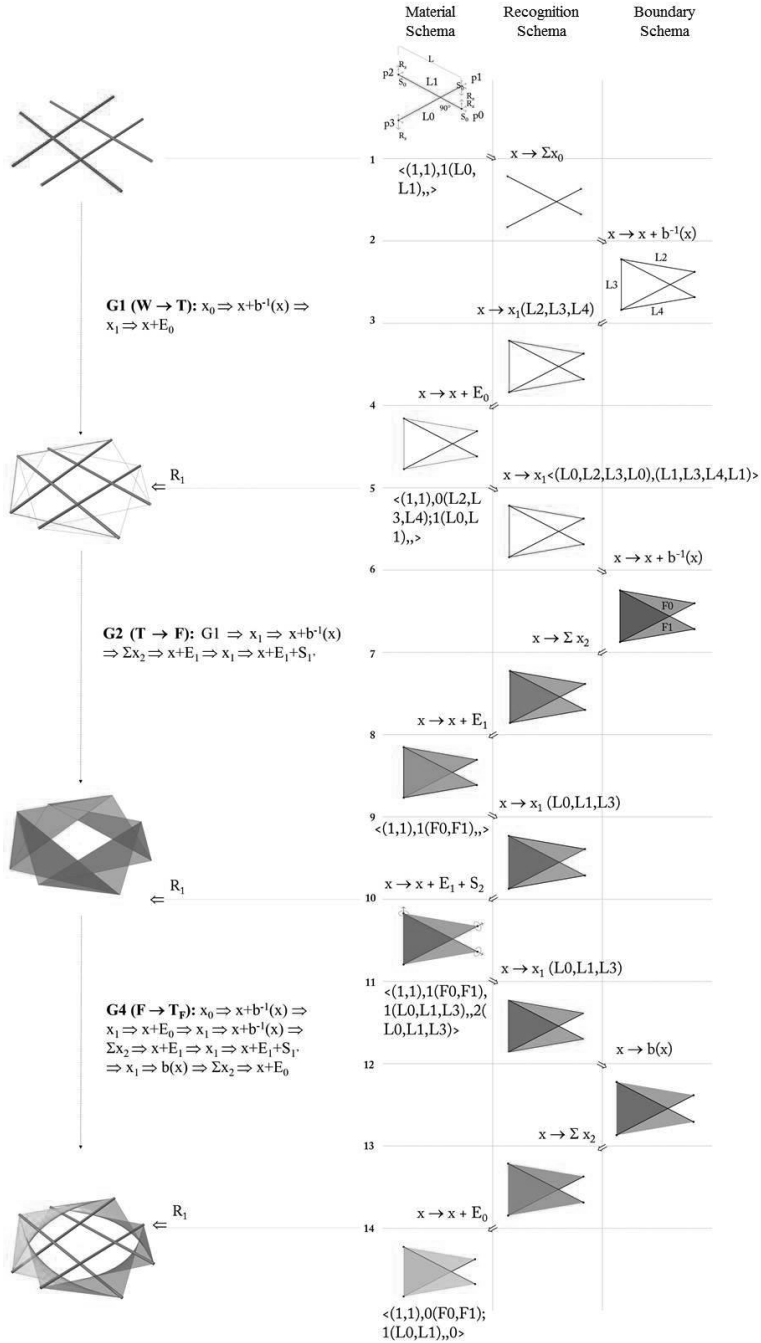 Material
Schema
Recognition
Schema
Boundary
Schema
L
p2
Rx
S0
L1
S0
p1
Rx
Rx
90°
S0
p0
L0
p3
Rx
1
<(1,1),1(L0,
L1),,>
x → Σx0
2
x → x + b-1(x)
L2
L3
L4
G1 (W → T): x0 ⇒ x+b-1(x) ⇒
x1 ⇒ x+E0
x → x1(L2,L3,L4)
3
x → x + E0
4
R1
5
<(1,1),0(L2,L
3,L4);1(L0,L
1),,>
x → x1<(L0,L2,L3,L0),(L1,L3,L4,L1)>
x → x + b-1(x)
6
F0
F1
G2 (T → F): G1 ⇒ x1 ⇒ x+b-1(x)
⇒ Σx2 ⇒ x+E1 ⇒ x1 ⇒ x+E1+S1.
x → Σ x2
7
x → x + E1
8
x → x1 (L0,L1,L3)
9
<(1,1),1(F0,F1),,>
R1
x → x + E1 + S2
10
x → x1 (L0,L1,L3)
11
<(1,1),1(F0,F1),
1(L0,L1,L3),,2(
L0,L1,L3)>
G4 (F → TF): x0 ⇒ x+b-1(x) ⇒
x1 ⇒ x+E0 ⇒ x1 ⇒ x+b-1(x) ⇒
Σx2 ⇒ x+E1 ⇒ x1 ⇒ x+E1+S1.
⇒ x1 ⇒ b(x) ⇒ Σx2 ⇒ x+E0
x → b(x)
12
x → Σ x2
13
x → x + E0
R1
14
<(1,1),0(F0,F1);
1(L0,L1),,0>